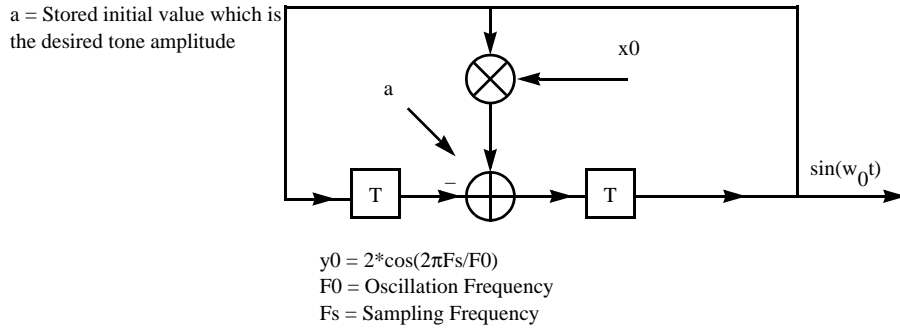 a = Stored initial value which is
the desired tone amplitude
x0
a
sin(w0t)
T
–
T
y0 = 2*cos(2πFs/F0)
F0 = Oscillation Frequency
Fs = Sampling Frequency